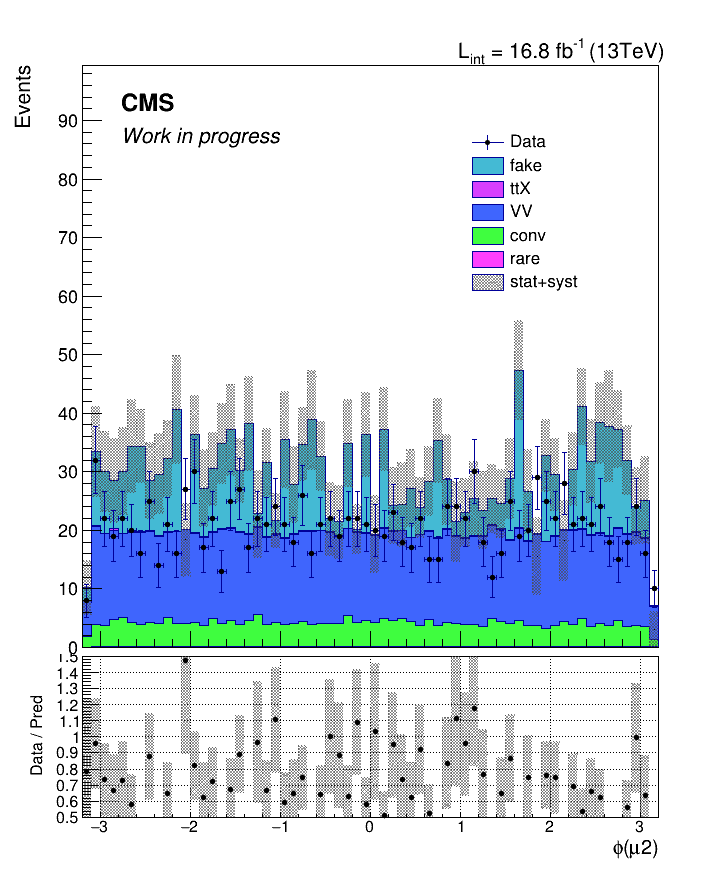 L_int = 16.8 fb^-1 (13TeV)
Events
CMS
Work in progress
Data
fake
ttX
VV
conv
rare
stat+syst
90
80
70
60
50
40
30
20
10
0
Data / Pred
1.5
1.4
1.3
1.2
1.1
1
0.9
0.8
0.7
0.6
0.5
−3 −2 −1 0 1 2 3
ϕ(μ2)